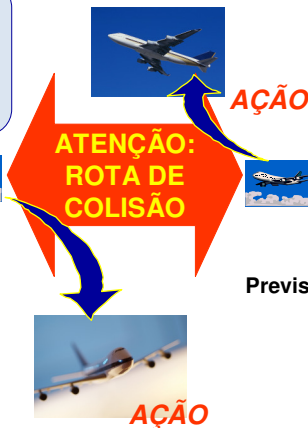 AÇÃO
ATENÇÃO:
ROTA DE
COLISÃO
Previs
AÇÃO